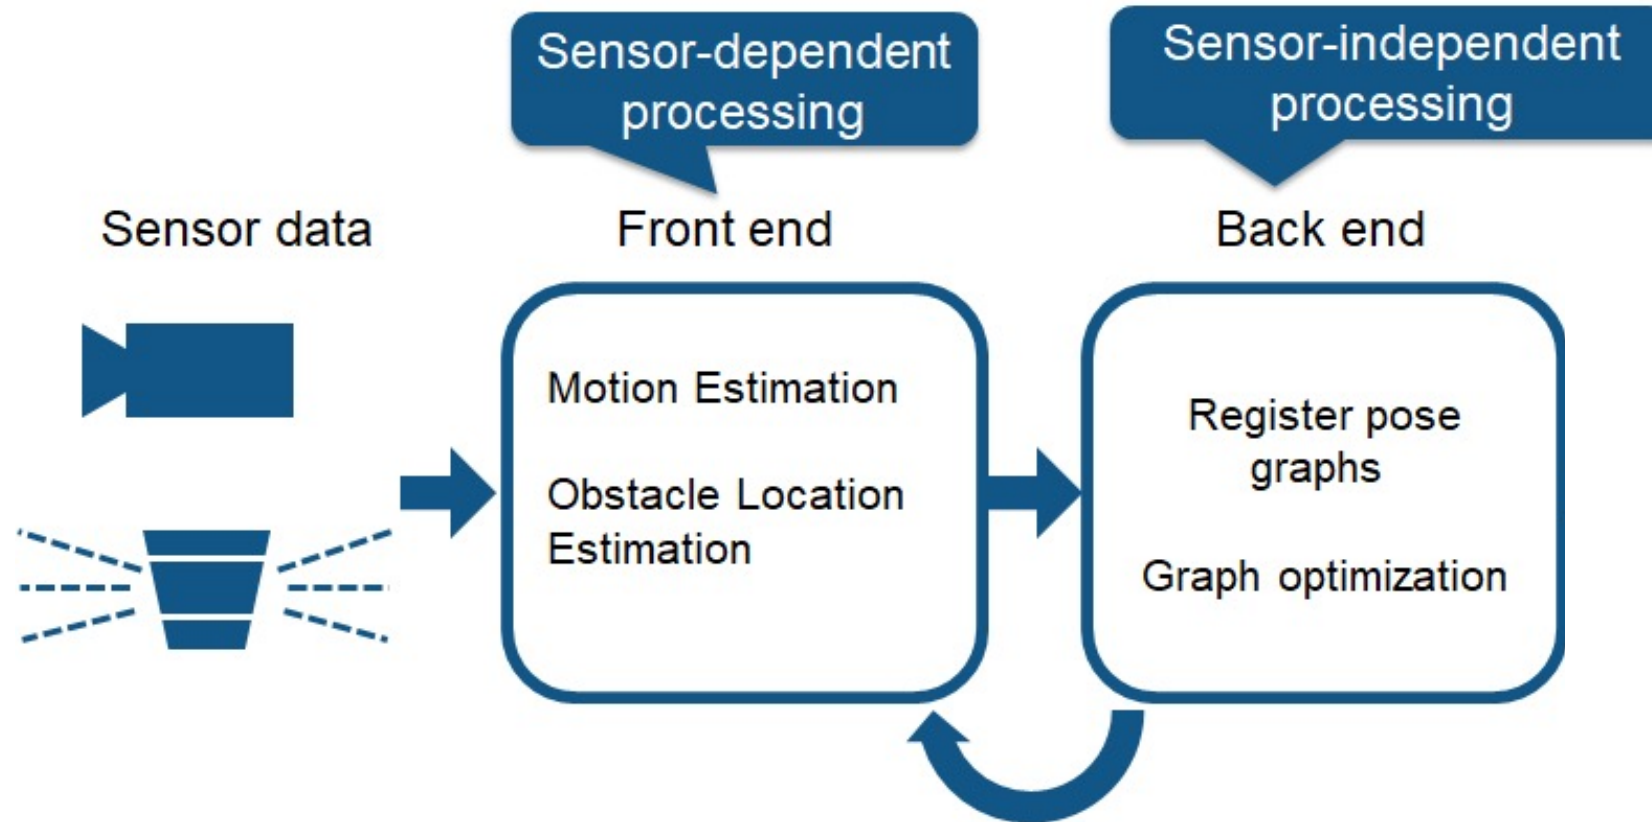 Sensor-dependent
processing
Sensor-independent
processing
Sensor data
Front end
Back end
Motion Estimation
Obstacle Location
Estimation
Register pose
graphs
Graph optimization